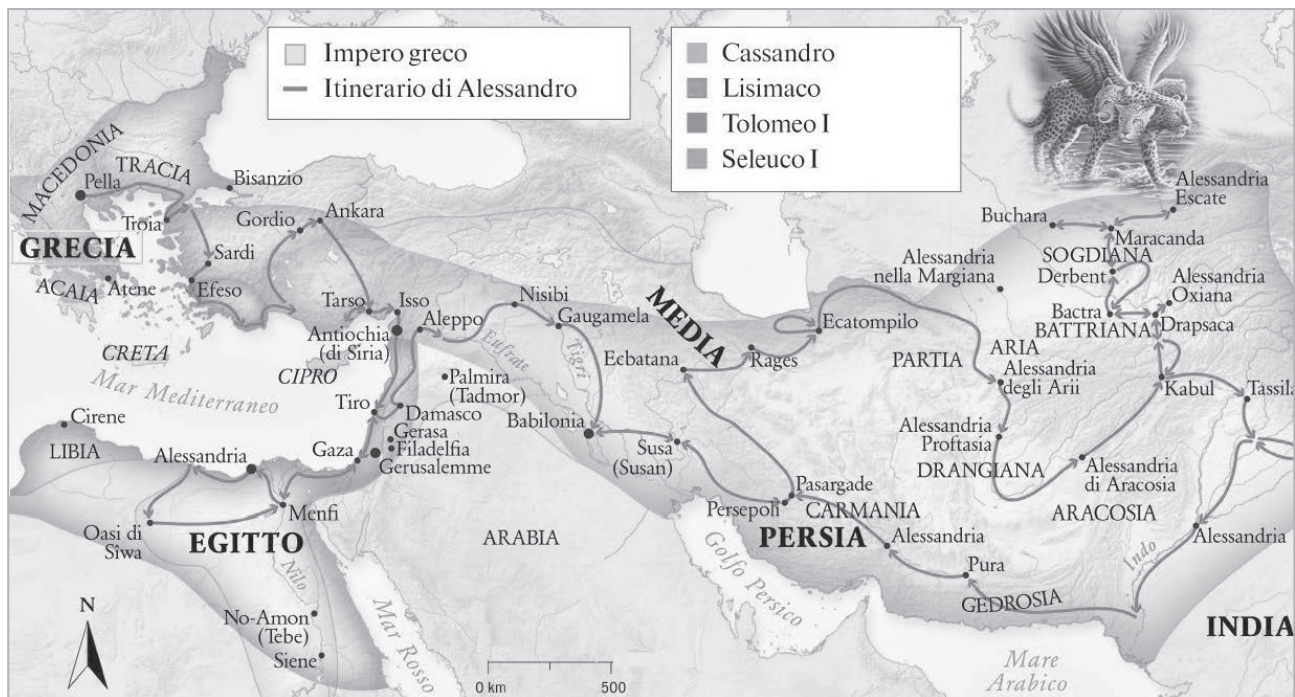 Impero greco
Itinerario di Alessandro
Cassandro
Lisimaco
Tolomeo I
Seleuco I
MACEDONIA
TRACIA
Pella
Bisanzio
Troia
Gordio
Ankara
GRECIA
Sardi
ACAIA
Atene
Efeso
Tarso
Isso
Antiochia
(di Siria)
Aleppo
Nisibi
Gaugamela
CRETA
CIPRO
Mar Mediterraneo
Eufrate
Tigri
Palmira
(Tadmor)
Cirene
LIBIA
Alessandria
Tiro
Damasco
Gerasa
Filadelfia
Gerusalemme
Gaza
Babilonia
Susa
(Susan)
Oasi di
Sîwa
Menfi
EGITTO
Nilo
No-Amon
(Tebe)
Siene
Mar Rosso
ARABIA
MEDIA
Ecbatana
Rages
Ecatompilo
PARTIA
Alessandria
nella Margiana
ARIA
Alessandria
degli Arii
Buchara
Alessandria
Escate
Maracanda
SOGDIANA
Derbent
Alessandria
Oxiana
Bactra
BATTRIANA
Drapsaca
Kabul
Tassila
Alessandria
Proftasia
DRANGIANA
Alessandria
di Aracosia
ARACOSIA
Pasargade
Persepoli
CARMANIA
PERSIA
Alessandria
Golfo Persico
Pura
GEDROSIA
Indo
Alessandria
INDIA
Mare
Arabico
N
0 km
500